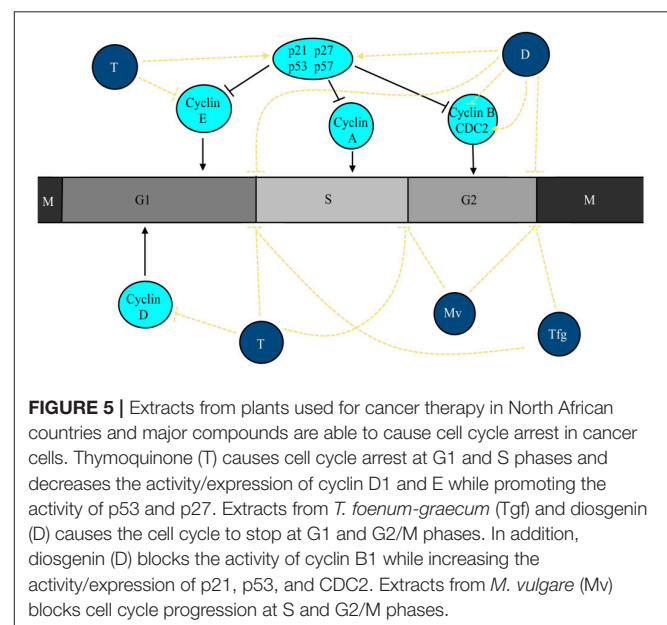 T
p21 p27
p53 p57
D
Cyclin
E
Cyclin
A
Cyclin B
CDC2
M
G1
S
G2
M
Cyclin
D
T
Mv
Tfg
FIGURE 5 | Extracts from plants used for cancer therapy in North African
countries and major compounds are able to cause cell cycle arrest in cancer
cells. Thymoquinone (T) causes cell cycle arrest at G1 and S phases and
decreases the activity/expression of cyclin D1 and E while promoting the
activity of p53 and p27. Extracts from T. foenum-graecum (Tgf) and diosgenin
(D) causes the cell cycle to stop at G1 and G2/M phases. In addition,
diosgenin (D) blocks the activity of cyclin B1 while increasing the
activity/expression of p21, p53, and CDC2. Extracts from M. vulgare (Mv)
blocks cell cycle progression at S and G2/M phases.